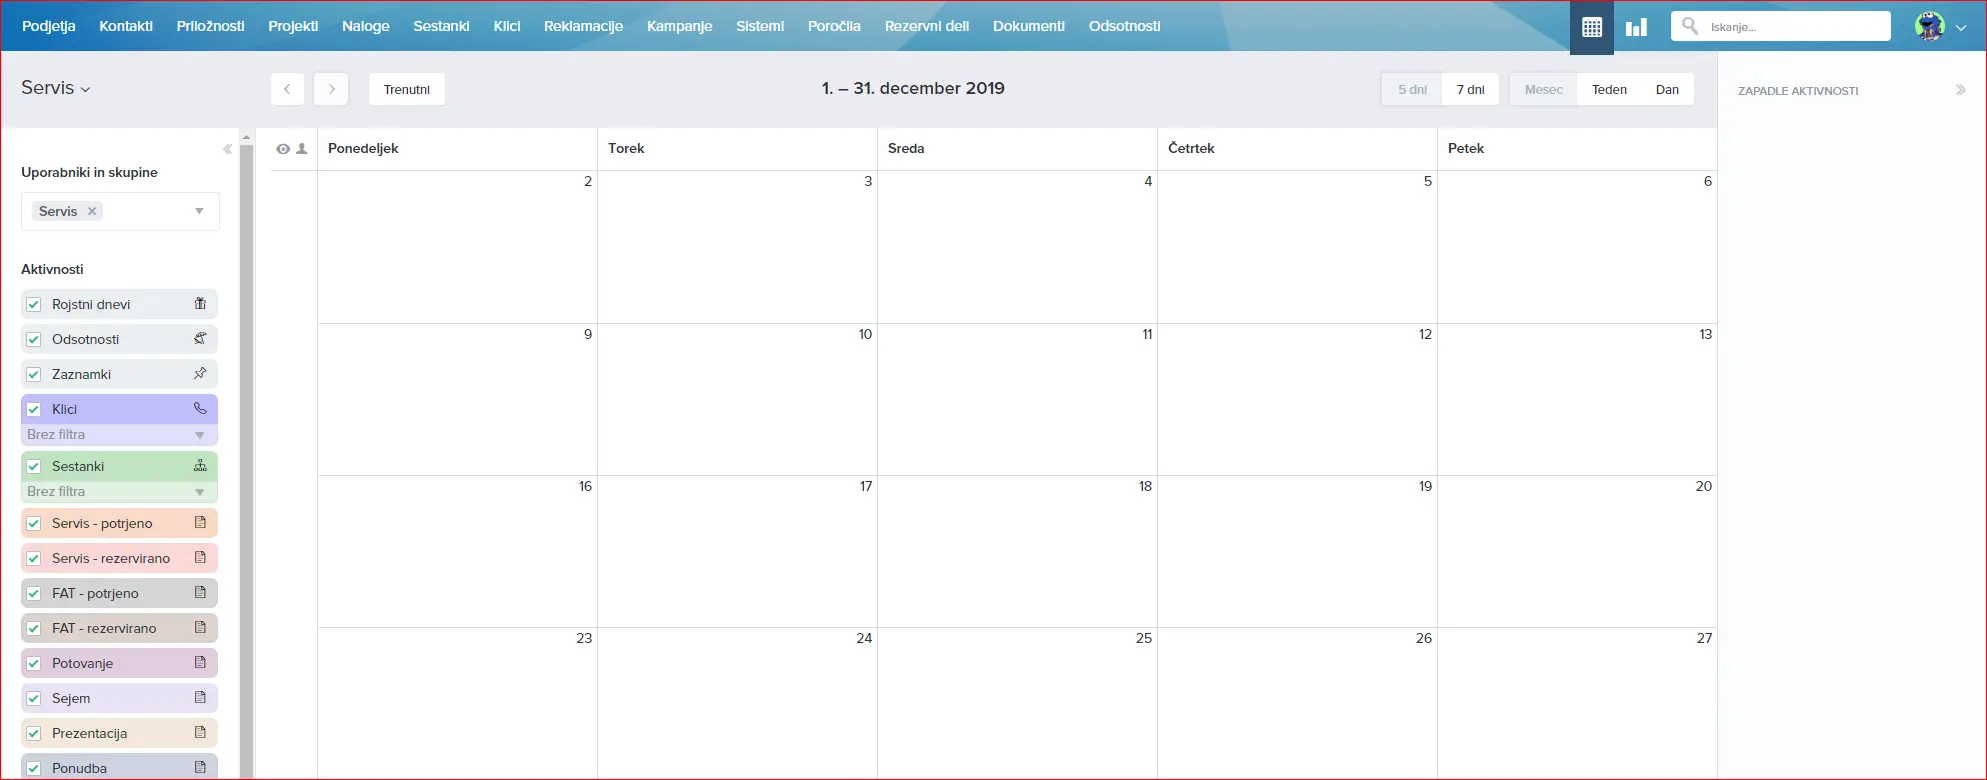 Podjetja Kontakti Priložnosti Projekti Naloge Sestanki Klici Reklamacije Kampanje Sistemi Poročila Rezervni deli Dokumenti Odsotnosti Iskanje...
Servis Trenutni 1. – 31. december 2019 5 dni 7 dni Mesec Teden Dan ZAPADLE AKTIVNOSTI
Ponedeljek Torek Sreda Četrtek Petek
Uporabniki in skupine
Servis
Aktivnosti
Rojstni dnevi
Odsotnosti
Zaznamki
Klici
Brez filtra
Sestanki
Brez filtra
Servis - potrjeno
Servis - rezervirano
FAT - potrjeno
FAT - rezervirano
Potovanje
Sejem
Prezentacija
Ponudba
2 3 4 5 6
9 10 11 12 13
16 17 18 19 20
23 24 25 26 27